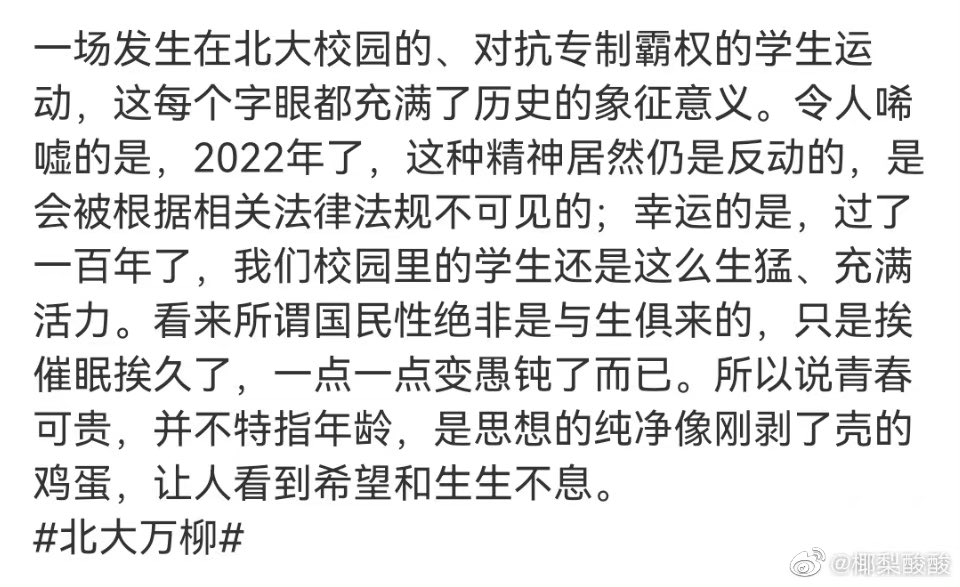 一场发生在北大校园的、对抗专制霸权的学生运
动，这每个字眼都充满了历史的象征意义。令人唏
嘘的是，2022年了，这种精神居然仍是反动的，是
会被根据相关法律法规不可见的；幸运的是，过了
一百年了，我们校园里的学生还是这么生猛、充满
活力。看来所谓国民性绝非是与生俱来的，只是挨
催眠挨久了，一点一点变愚钝了而已。所以说青春
可贵，并不特指年龄，是思想的纯净像刚剥了壳的
鸡蛋，让人看到希望和生生不息。
#北大万柳#
@椰梨酸酸